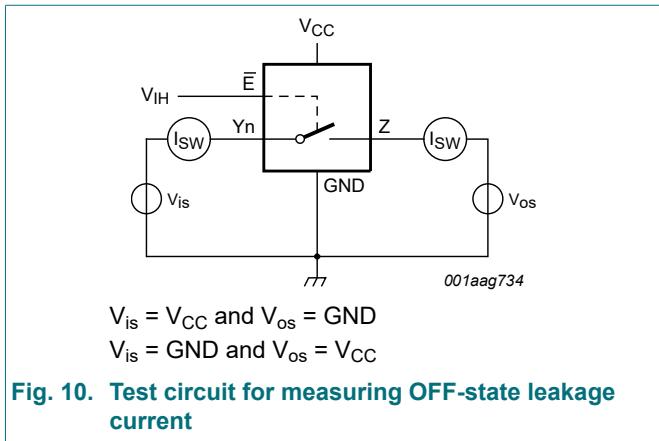 VCC
E
VIH
Yn
Z
ISW
ISW
GND
Vis
Vos
001aag734
Vis = VCC and Vos = GND
Vis = GND and Vos = VCC
Fig. 10. Test circuit for measuring OFF-state leakage
current